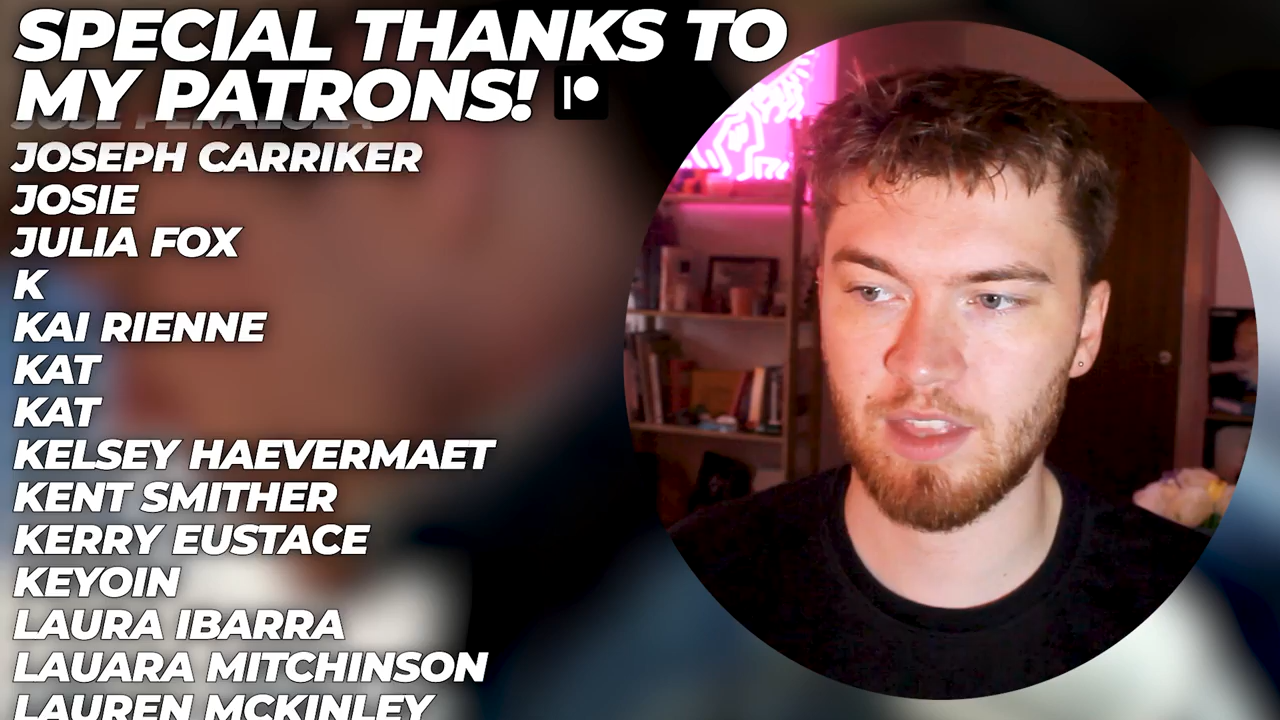 SPECIAL THANKS TO
MY PATRONS!
JOSEPH CARRIKER
JOSIE
JULIA FOX
K
KAI RIENNE
KAT
KAT
KELSEY HAEVERMAET
KENT SMITHER
KERRY EUSTACE
KEYOIN
LAURA IBARRA
LAUARA MITCHINSON
LAUREN MCKINLEY